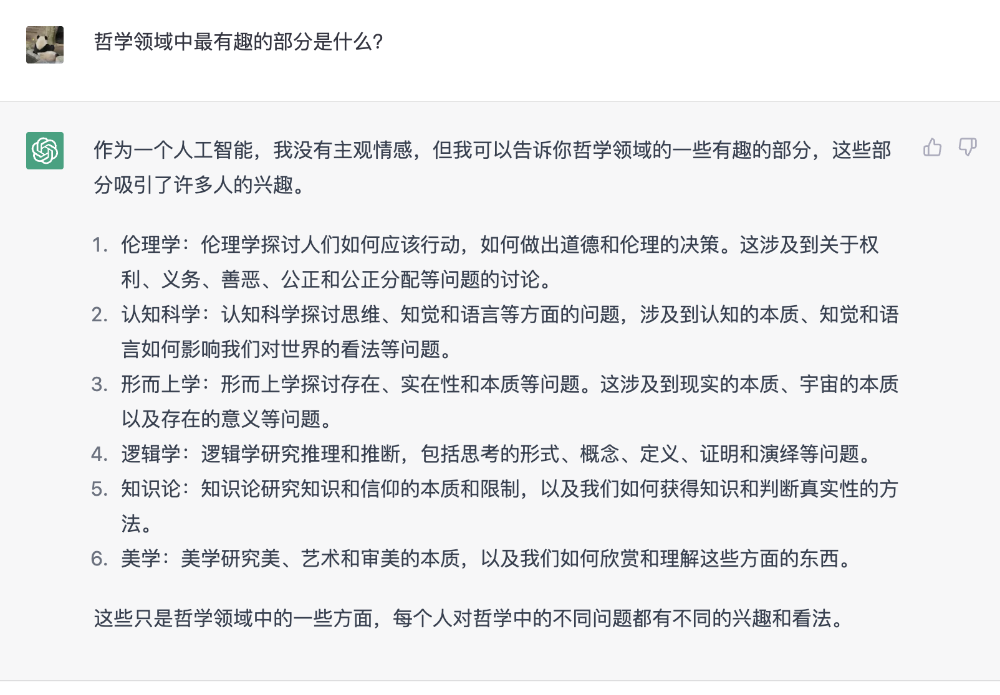 哲学领域中最有趣的部分是什么?
作为一个人工智能，我没有主观情感，但我可以告诉你哲学领域的一些有趣的部分，这些部
分吸引了许多人的兴趣。
1. 伦理学：伦理学探讨人们如何应该行动，如何做出道德和伦理的决策。这涉及到关于权
利、义务、善恶、公正和公正分配等问题的讨论。
2. 认知科学：认知科学探讨思维、知觉和语言等方面的问题，涉及到认知的本质、知觉和语
言如何影响我们对世界的看法等问题。
3. 形而上学：形而上学探讨存在、实在性和本质等问题。这涉及到现实的本质、宇宙的本质
以及存在的意义等问题。
4. 逻辑学：逻辑学研究推理和推断，包括思考的形式、概念、定义、证明和演绎等问题。
5. 知识论：知识论研究知识和信仰的本质和限制，以及我们如何获得知识和判断真实性的方
法。
6. 美学：美学研究美、艺术和审美的本质，以及我们如何欣赏和理解这些方面的东西。
这些只是哲学领域中的一些方面，每个人对哲学中的不同问题都有不同的兴趣和看法。